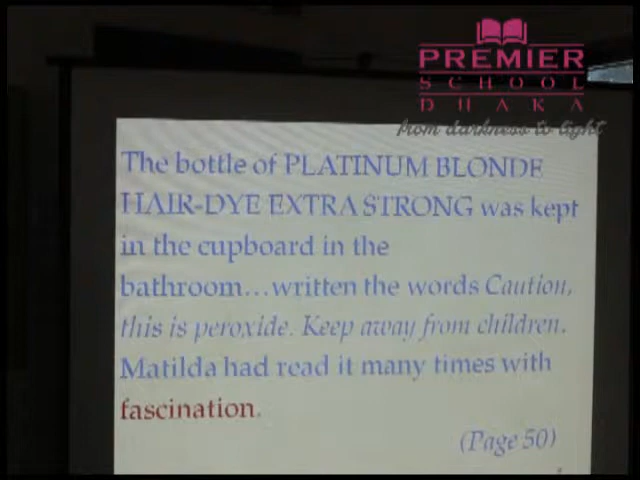 PREMIER
SCHOOL
DHAKA
from darkness to light
The bottle of PLATINUM BLONDE
HAIR-DYE EXTRA STRONG was kept
in the cupboard in the
bathroom...written the words Caution,
this is peroxide. Keep away from children.
Matilda had read it many times with
fascination.
(Page 50)